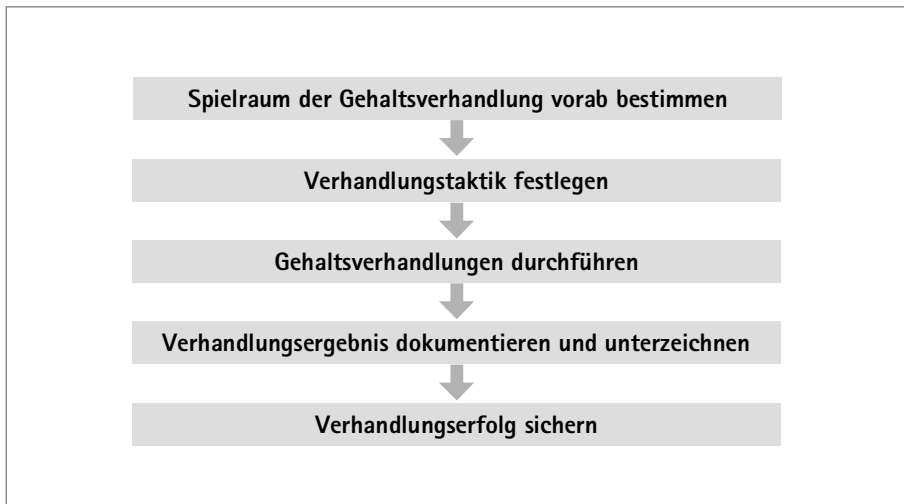 Spielraum der Gehaltsverhandlung vorab bestimmen
Verhandlungstaktik festlegen
Gehaltsverhandlungen durchführen
Verhandlungsergebnis dokumentieren und unterzeichnen
Verhandlungserfolg sichern